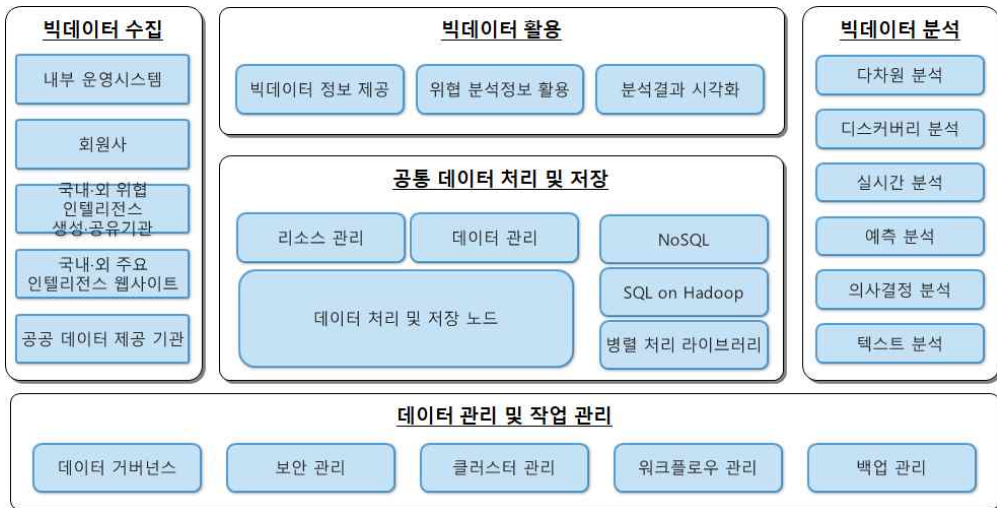 빅데이터 수집
내부 운영시스템
회원사
국내·외 위협
인텔리전스
생성·공유기관
국내·외 주요
인텔리전스 웹사이트
공공 데이터 제공 기관
빅데이터 활용
빅데이터 정보 제공
위협 분석정보 활용
분석결과 시각화
공통 데이터 처리 및 저장
리소스 관리
데이터 관리
데이터 처리 및 저장 노드
NoSQL
SQL on Hadoop
병렬 처리 라이브러리
빅데이터 분석
다차원 분석
디스커버리 분석
실시간 분석
예측 분석
의사결정 분석
텍스트 분석
데이터 관리 및 작업 관리
데이터 거버넌스
보안 관리
클러스터 관리
워크플로우 관리
백업 관리